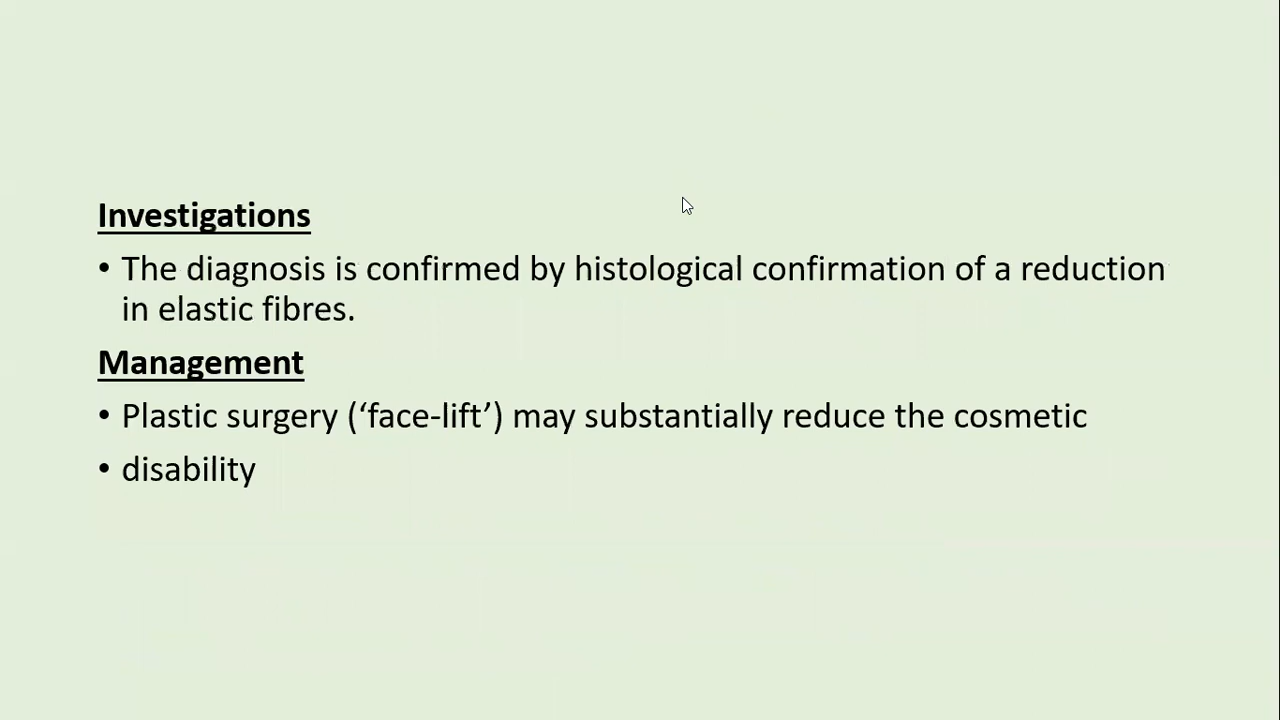 Investigations
• The diagnosis is confirmed by histological confirmation of a reduction
in elastic fibres.
Management
• Plastic surgery (‘face-lift’) may substantially reduce the cosmetic
• disability